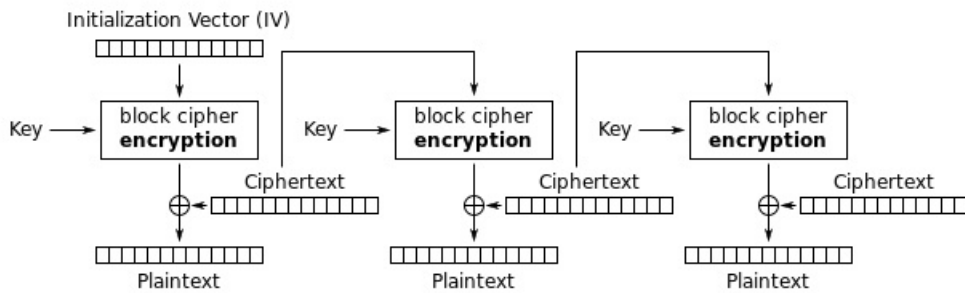 Initialization Vector (IV)
Key
block cipher
encryption
Key
block cipher
encryption
Key
block cipher
encryption
Ciphertext
Ciphertext
Ciphertext
Plaintext
Plaintext
Plaintext